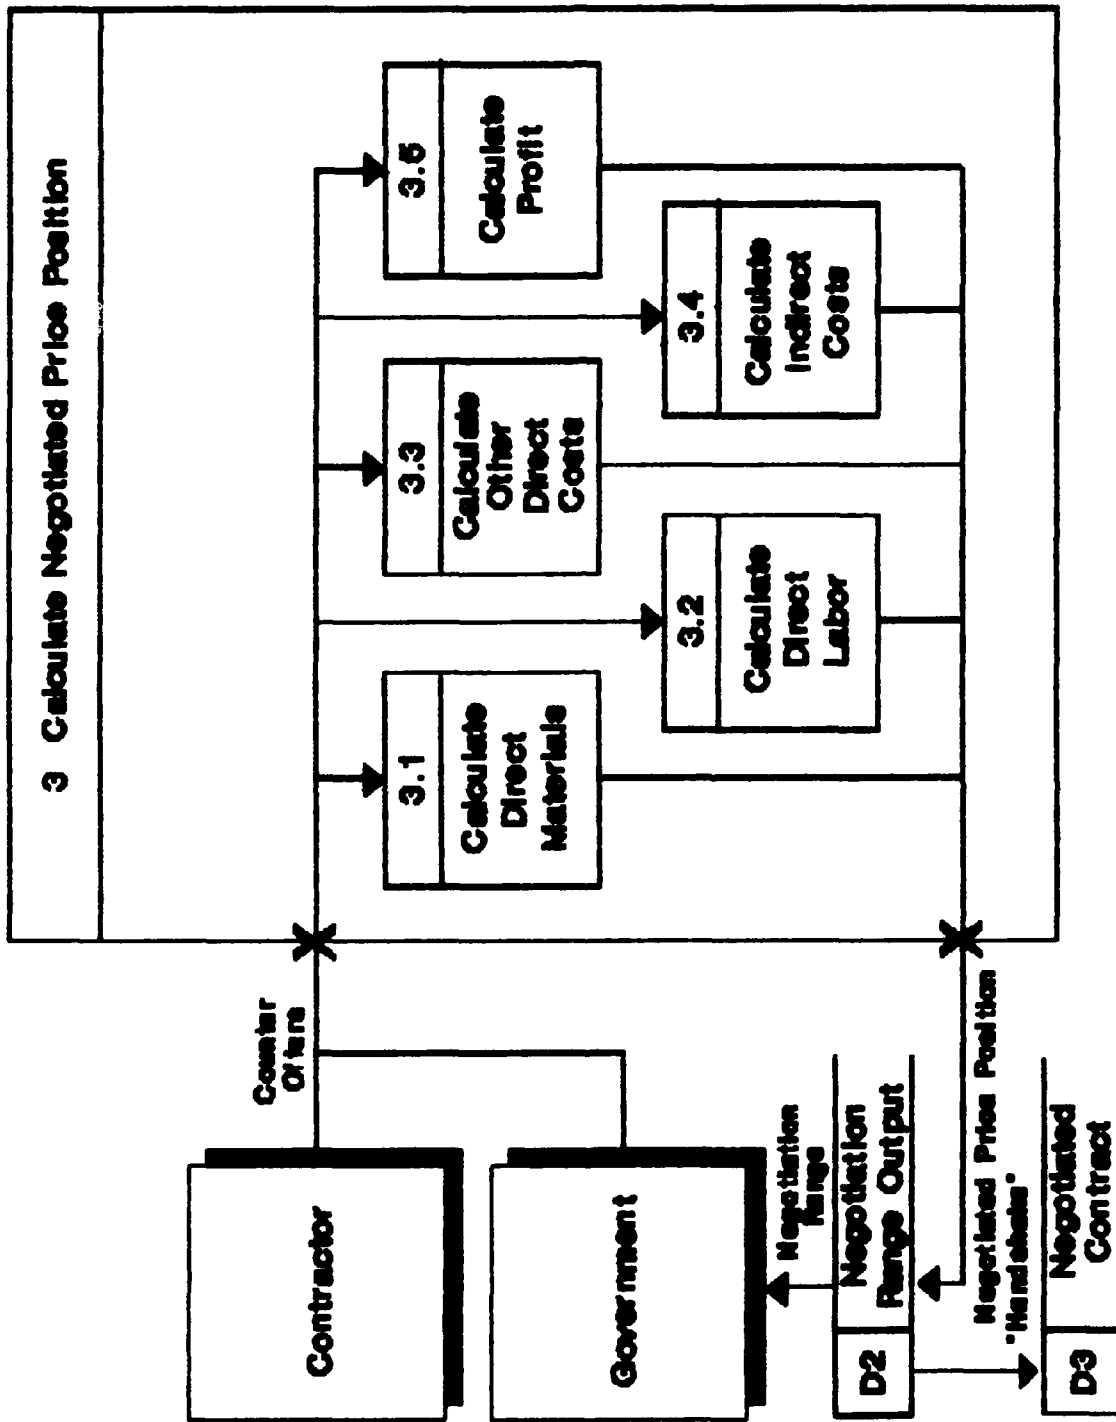 3 Calculate Negotiated Price Position
Contractor
Counter
Offers
Government
3.1
Calculate
Direct
Materials
3.3
Calculate
Other
Direct
Costs
3.5
Calculate
Profit
3.2
Calculate
Direct
Labor
3.4
Calculate
Indirect
Costs
Negotiation
Range
D2
Negotiation
Range Output
Negotiated Price Position
"Handshake"
D3
Negotiated
Contract